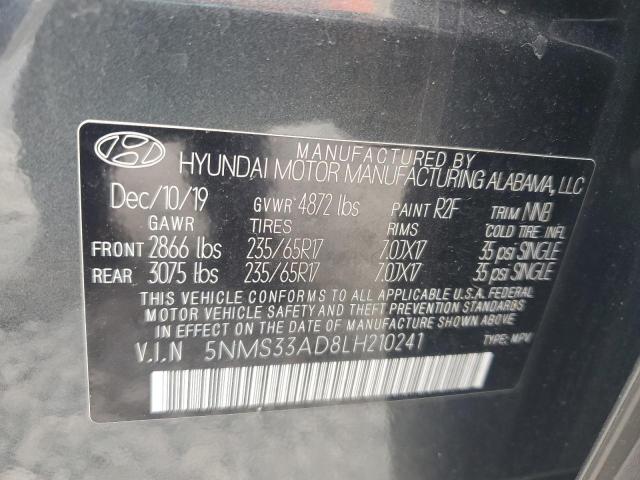 MANUFACTURED BY
HYUNDAI MOTOR MANUFACTURING ALABAMA, LLC
Dec/10/19 GVWR 4872 lbs PAINT R2F TRIM NNB
GAWR TIRES RIMS COLD TIRE INFL
FRONT 2866 lbs 235/65R17 7.0JX17 35 psi SINGLE
REAR 3075 lbs 235/65R17 7.0JX17 35 psi SINGLE
THIS VEHICLE CONFORMS TO ALL APPLICABLE U.S.A. FEDERAL
MOTOR VEHICLE SAFETY AND THEFT PREVENTION STANDARDS
IN EFFECT ON THE DATE OF MANUFACTURE SHOWN ABOVE.
V.I.N 5NMS33AD8LH210241 TYPE: MPV